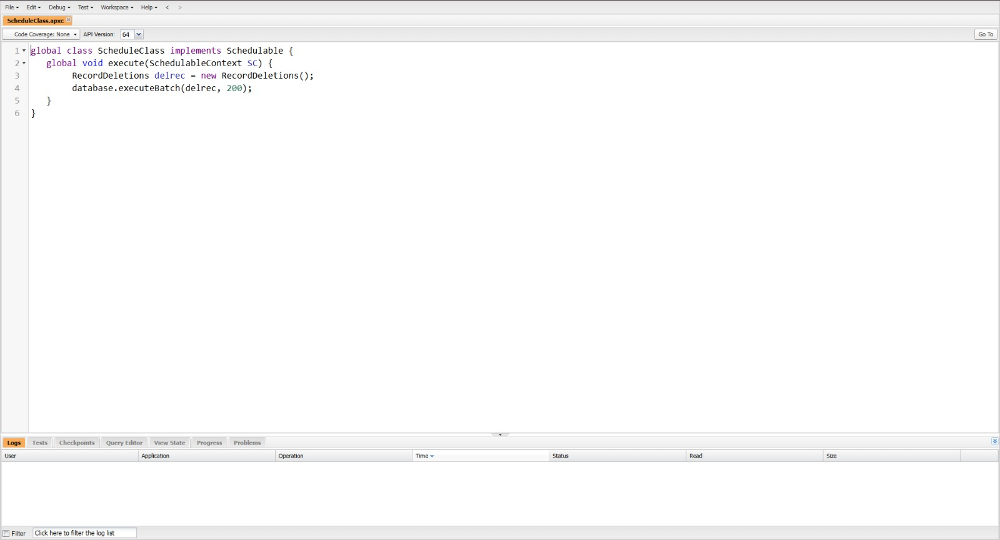 File Edit Debug Test Workspace Help < >
ScheduleClass.apxc
Code Coverage: None API Version: 64 Go To
1 global class ScheduleClass implements Schedulable {
2 global void execute(SchedulableContext SC) {
3 RecordDeletions delrec = new RecordDeletions();
4 database.executeBatch(delrec, 200);
5 }
6 }
Logs Tests Checkpoints Query Editor View State Progress Problems
User Application Operation Time Status Read Size
Filter Click here to filter the log list